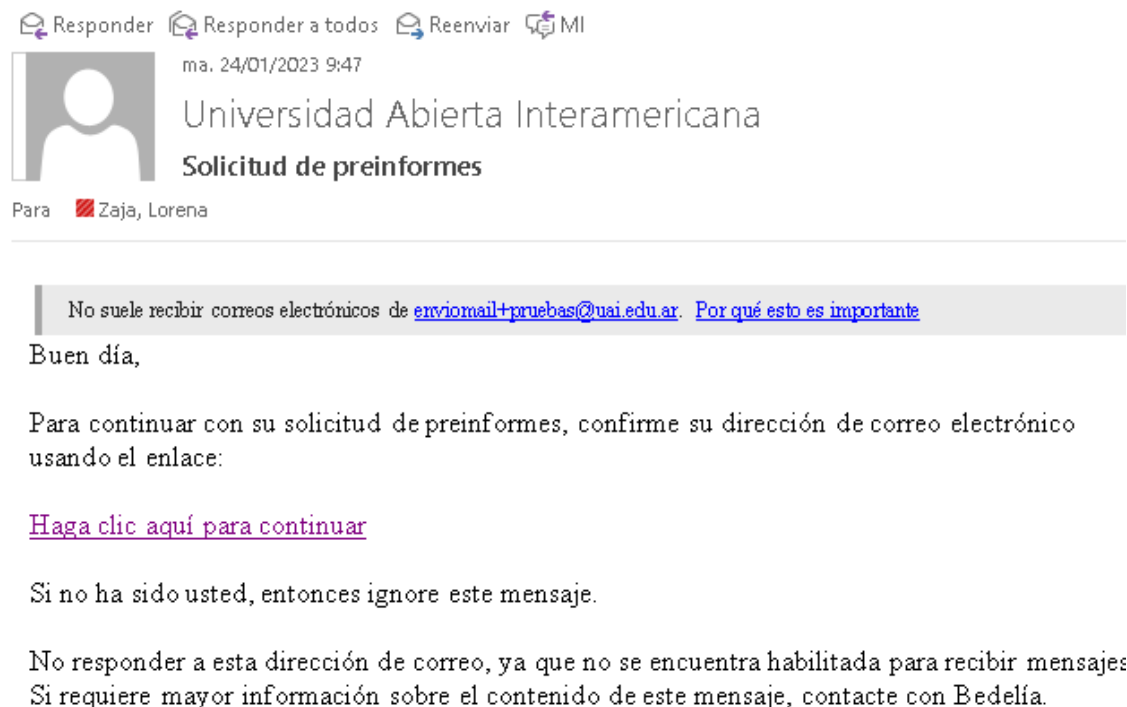 Responder Responder a todos Reenviar MI
ma. 24/01/2023 9:47
Universidad Abierta Interamericana
Solicitud de preinformes
Para Zaja, Lorena
No suele recibir correos electrónicos de enviomail+pruebas@uai.edu.ar. Por qué esto es importante
Buen día,
Para continuar con su solicitud de preinformes, confirme su dirección de correo electrónico
usando el enlace:
Haga clic aquí para continuar
Si no ha sido usted, entonces ignore este mensaje.
No responder a esta dirección de correo, ya que no se encuentra habilitada para recibir mensajes
Si requiere mayor información sobre el contenido de este mensaje, contacte con Bedelía.